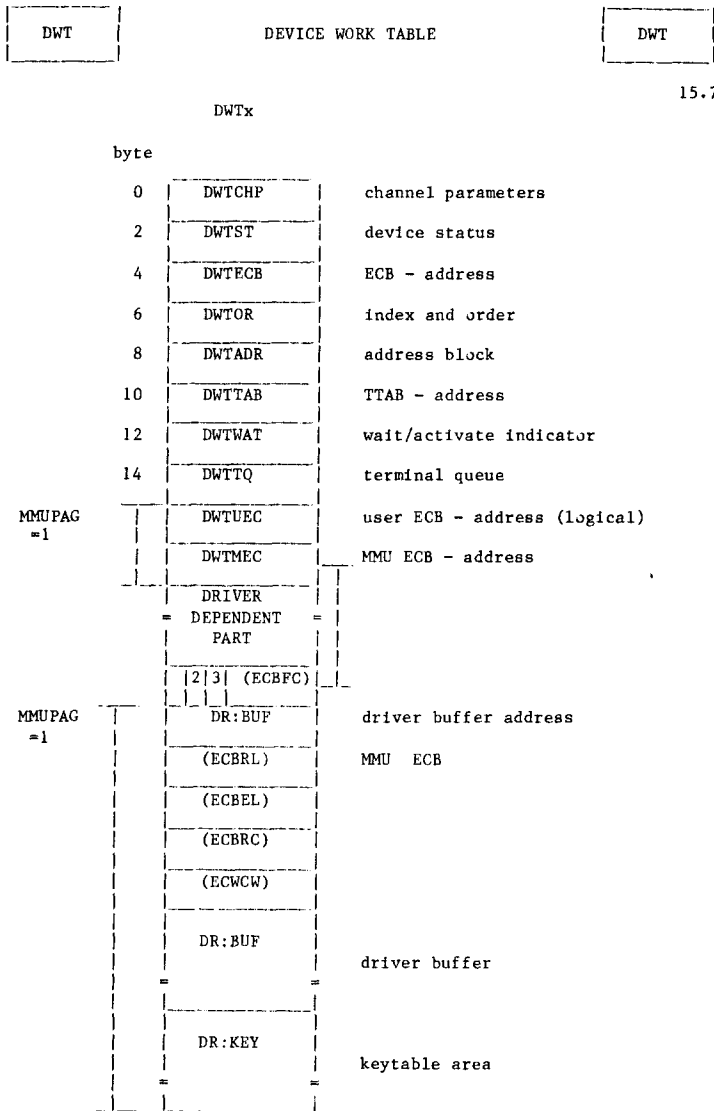 DWT DEVICE WORK TABLE DWT
15.7
DWTx
byte
0 DWTCHP channel parameters
2 DWTST device status
4 DWTECB ECB - address
6 DWTOR index and order
8 DWTADR address block
10 DWTTAB TTAB - address
12 DWTWAT wait/activate indicator
14 DWTTQ terminal queue
MMUPAG DWTUEC user ECB - address (logical)
=1
DWTMEC MMU ECB - address
DRIVER
= DEPENDENT =
PART
|2|3| (ECBFC)
MMUPAG DR:BUF driver buffer address
=1
(ECBRL) MMU ECB
(ECBEL)
(ECBRC)
(ECWCW)
DR:BUF
driver buffer
= =
DR:KEY
keytable area
= =